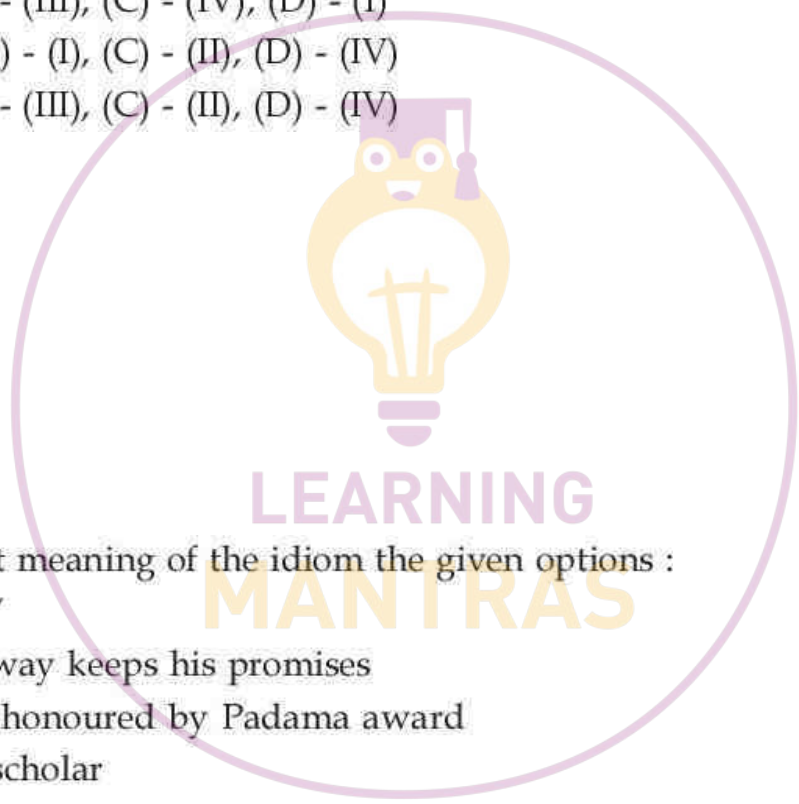 - (III), (C) - (IV), (D) - (I)
) - (I), (C) - (II), (D) - (IV)
- (III), (C) - (II), (D) - (IV)
LEARNING
t meaning of the idiom the given options :
MANTRAS
way keeps his promises
honoured by Padama award
scholar